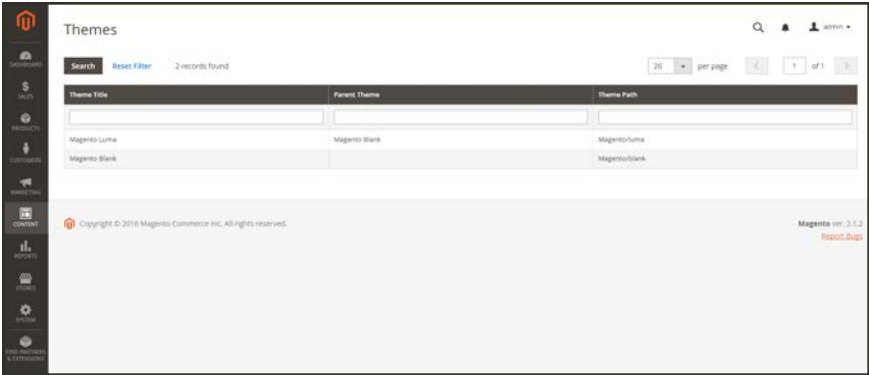 Themes
admin
Search Reset Filter 2 records found 20 per page 1 of 1
Theme Title Parent Theme Theme Path
Magento Luma Magento Blank Magento/luma
Magento Blank Magento/blank
DASHBOARD
SALES
PRODUCTS
CUSTOMERS
MARKETING
CONTENT
REPORTS
STORES
SYSTEM
FIND PARTNERS
& EXTENSIONS
Copyright © 2016 Magento Commerce Inc. All rights reserved.
Magento ver. 2.1.2
Report Bugs